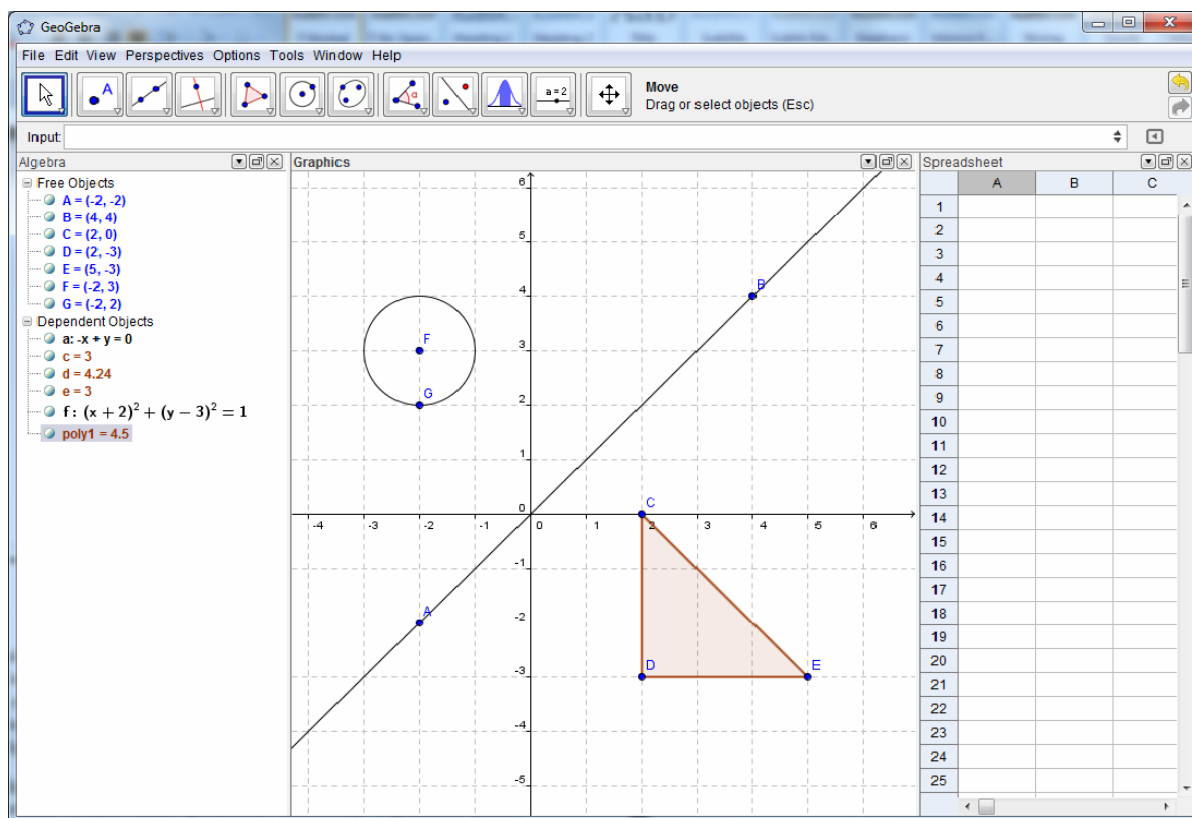 GeoGebra
File Edit View Perspectives Options Tools Window Help
A
α
a = 2
Move
Drag or select objects (Esc)
Input:
Algebra
Graphics
Spreadsheet
Free Objects
A = (-2, -2)
B = (4, 4)
C = (2, 0)
D = (2, -3)
E = (5, -3)
F = (-2, 3)
G = (-2, 2)
Dependent Objects
a: -x + y = 0
c = 3
d = 4.24
e = 3
f: (x + 2)² + (y − 3)² = 1
poly1 = 4.5
6
5
4
3
2
1
0
-1
-2
-3
-4
-5
-4 -3 -2 -1 0 1 2 3 4 5 6
F
G
B
A
C
D
E
A B C
1
2
3
4
5
6
7
8
9
10
11
12
13
14
15
16
17
18
19
20
21
22
23
24
25